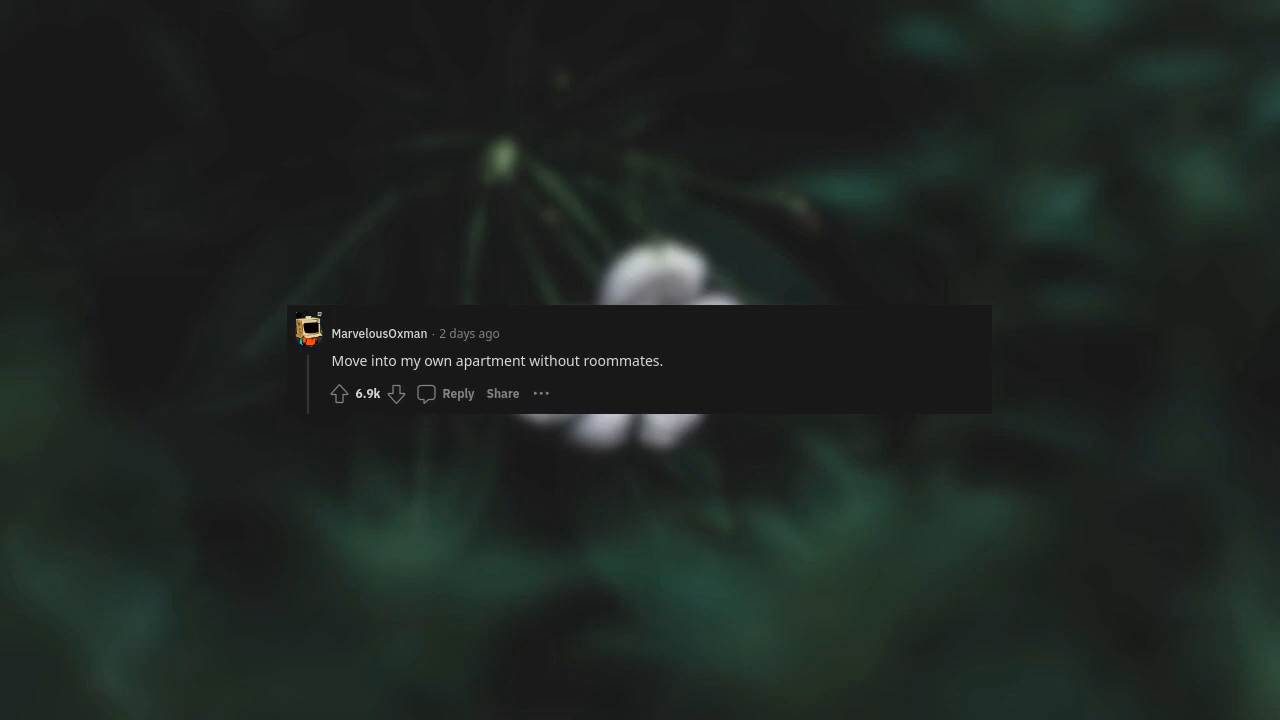 MarvelousOxman · 2 days ago
Move into my own apartment without roommates.
6.9k Reply Share ···